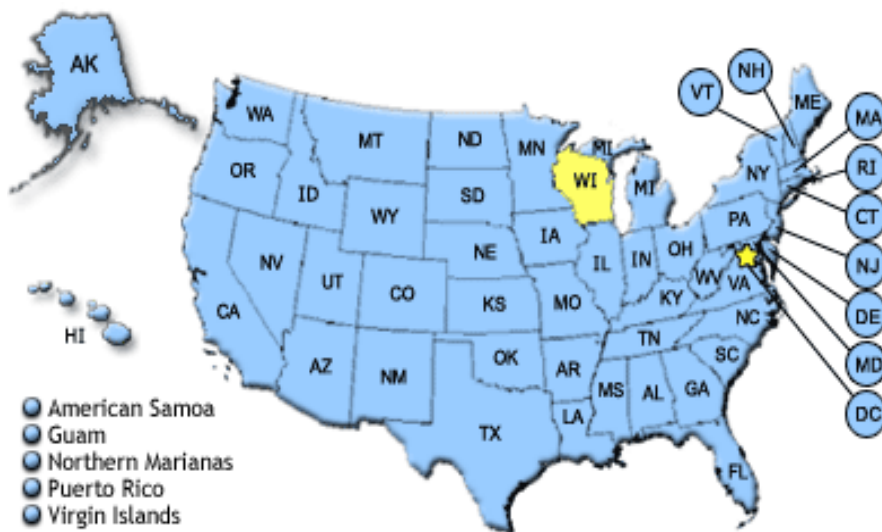 AK
NH
VT
ME
WA
MT
ND
MN
MI
MA
OR
ID
SD
WI
MI
NY
RI
WY
CT
IA
PA
NE
NV
UT
IL
IN
OH
NJ
CO
WV
VA
CA
KS
MO
KY
DE
HI
NC
TN
OK
AZ
NM
AR
SC
MD
MS
AL
GA
DC
American Samoa
LA
TX
Guam
Northern Marianas
FL
Puerto Rico
Virgin Islands